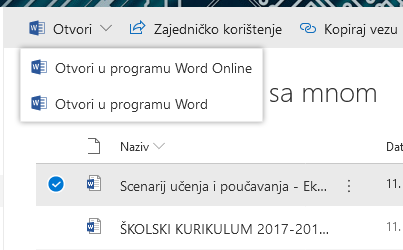 Otvori Zajedničko korištenje Kopiraj vezu
Otvori u programu Word Online
Otvori u programu Word
sa mnom
Naziv Dat
Scenarij učenja i poučavanja - Ek... 11.
ŠKOLSKI KURIKULUM 2017-201... 11.